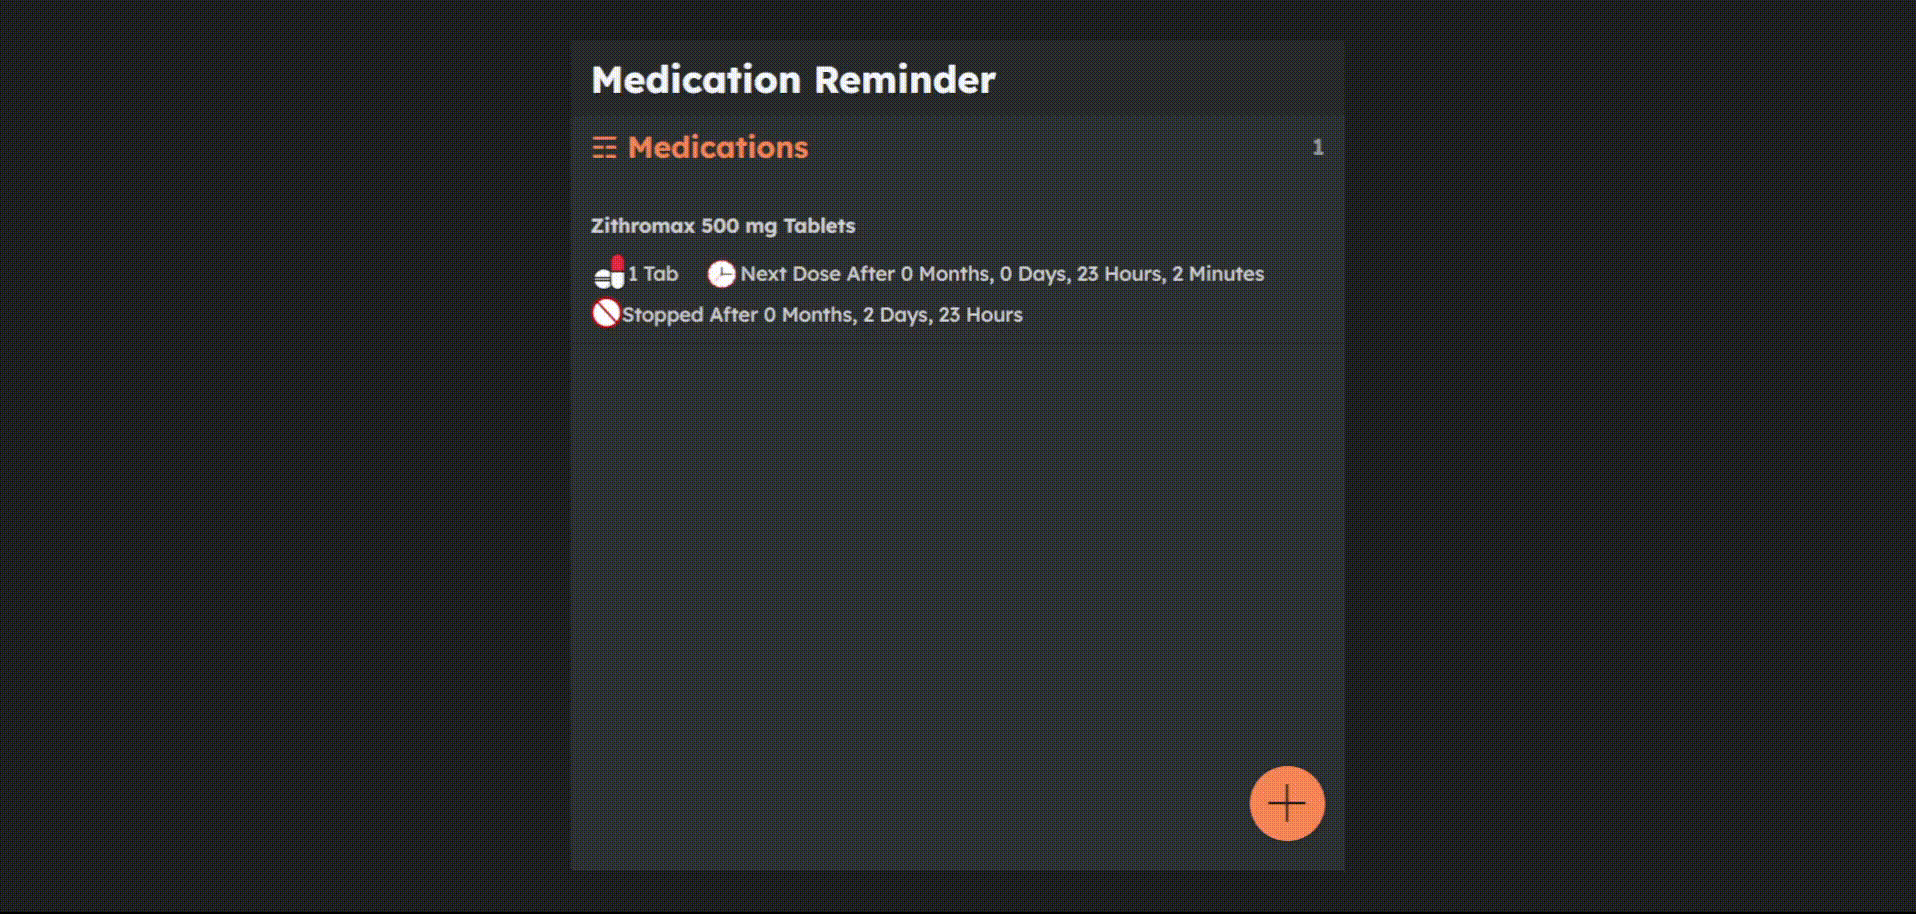 Medication Reminder
Medications 1
Zithromax 500 mg Tablets
1 Tab Next Dose After 0 Months, 0 Days, 23 Hours, 2 Minutes
Stopped After 0 Months, 2 Days, 23 Hours